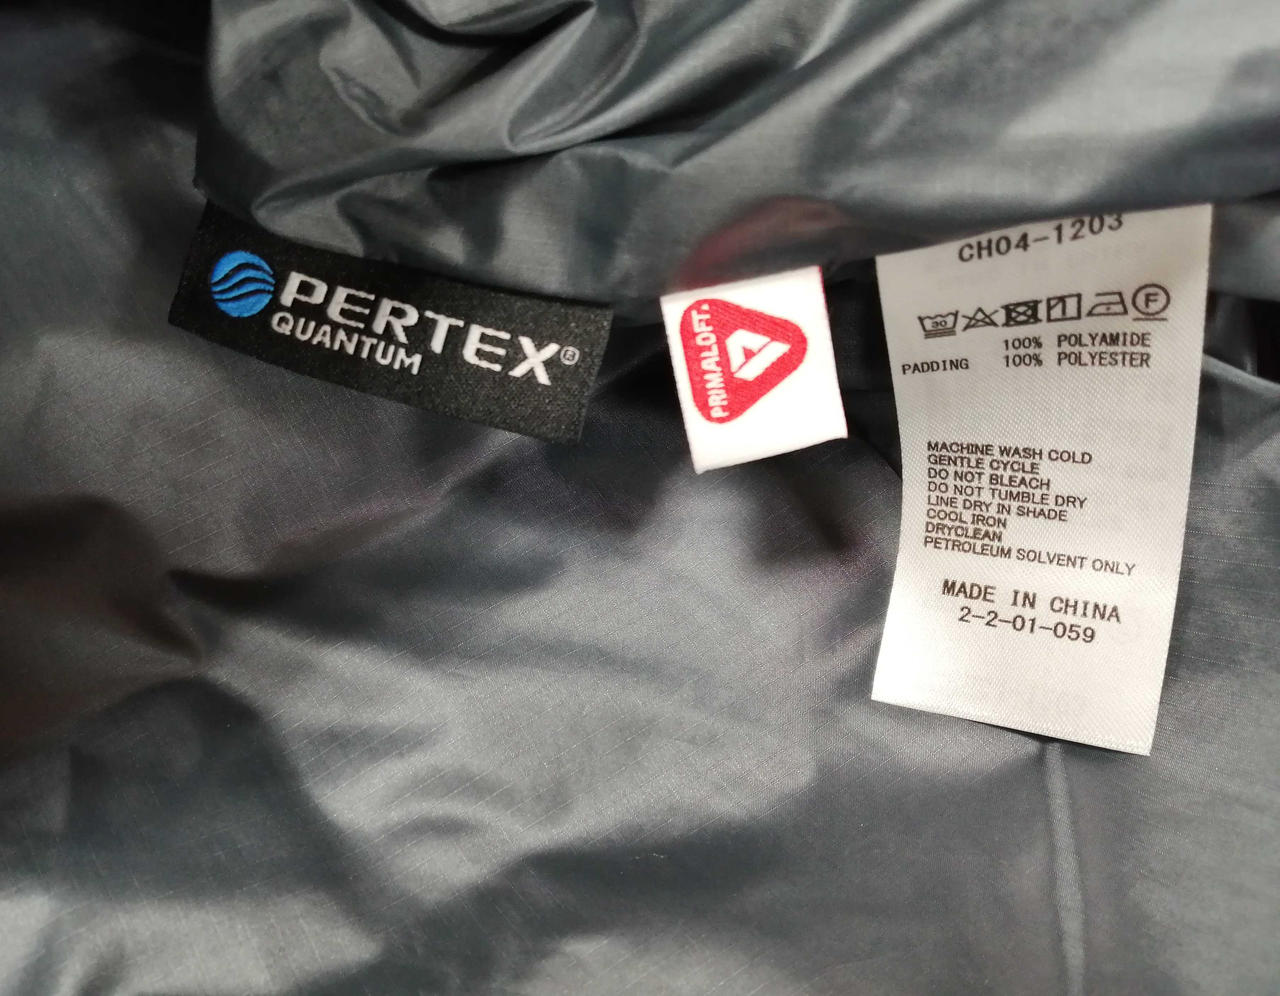 PERTEX®
QUANTUM
PRIMALOFT®
CH04-1203
30
F
100% POLYAMIDE
PADDING 100% POLYESTER
MACHINE WASH COLD
GENTLE CYCLE
DO NOT BLEACH
DO NOT TUMBLE DRY
LINE DRY IN SHADE
COOL IRON
DRYCLEAN
PETROLEUM SOLVENT ONLY
MADE IN CHINA
2-2-01-059